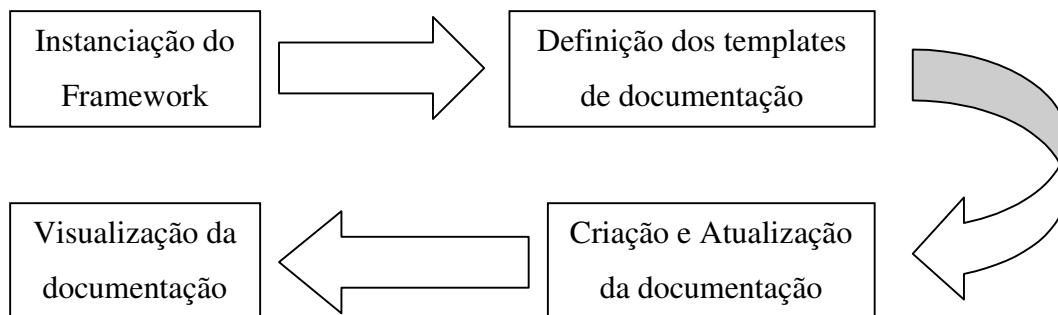 Instanciação do
Framework
Definição dos templates
de documentação
Criação e Atualização
da documentação
Visualização da
documentação